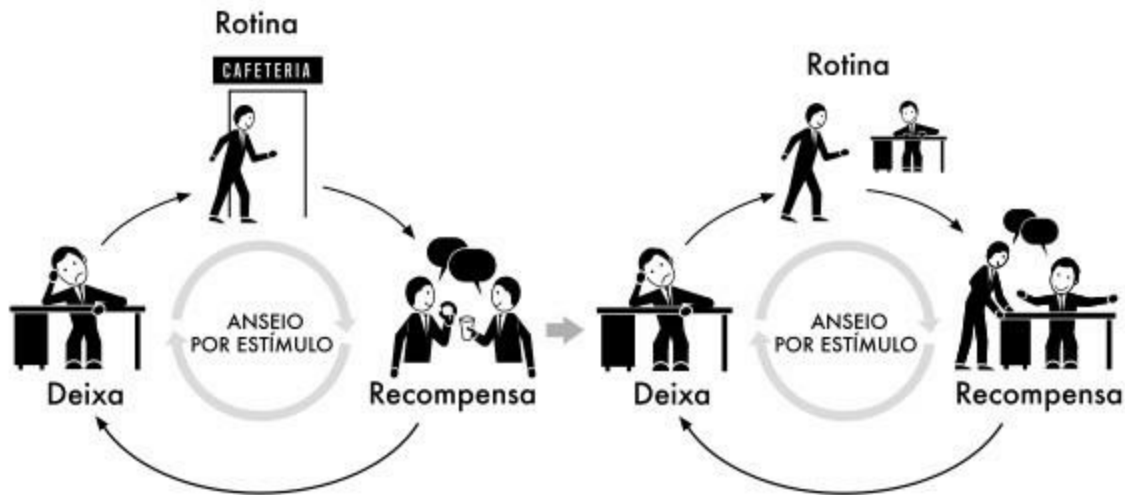 Rotina
CAFETERIA
ANSEIO
POR ESTÍMULO
Deixa
Recompensa
Rotina
ANSEIO
POR ESTÍMULO
Deixa
Recompensa